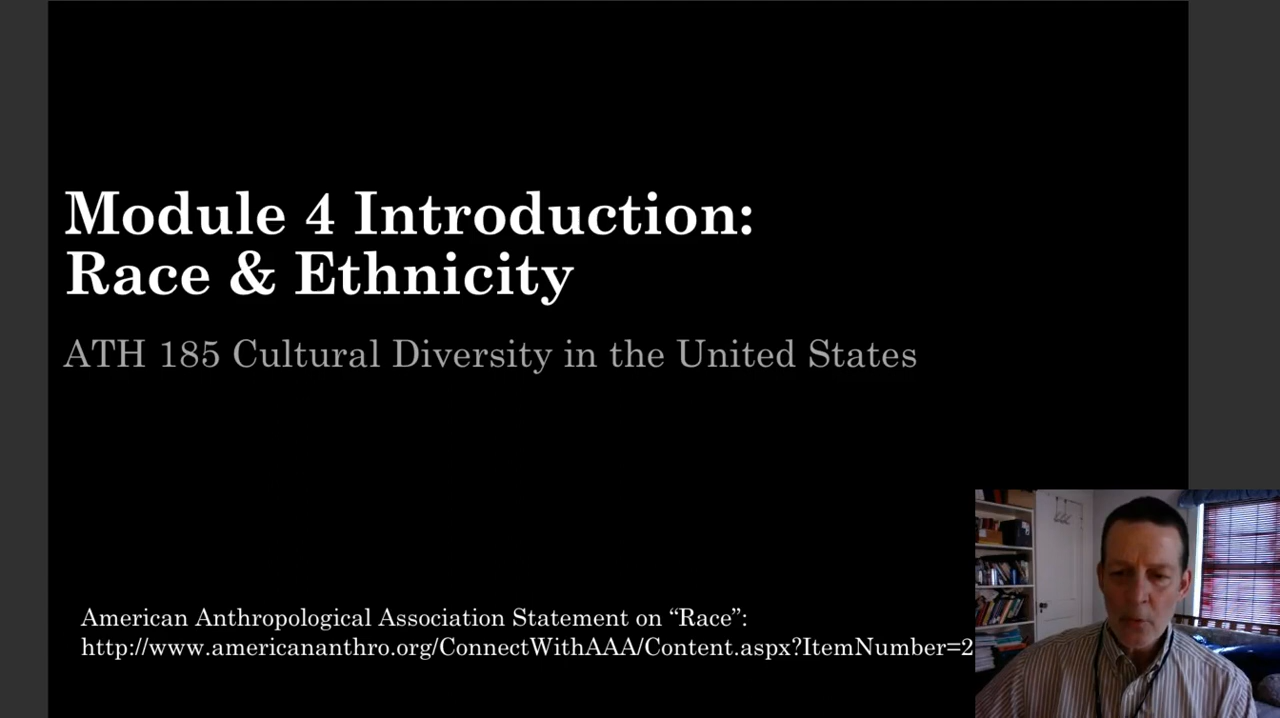 Module 4 Introduction:
Race & Ethnicity
ATH 185 Cultural Diversity in the United States
American Anthropological Association Statement on “Race”:
http://www.americananthro.org/ConnectWithAAA/Content.aspx?ItemNumber=2